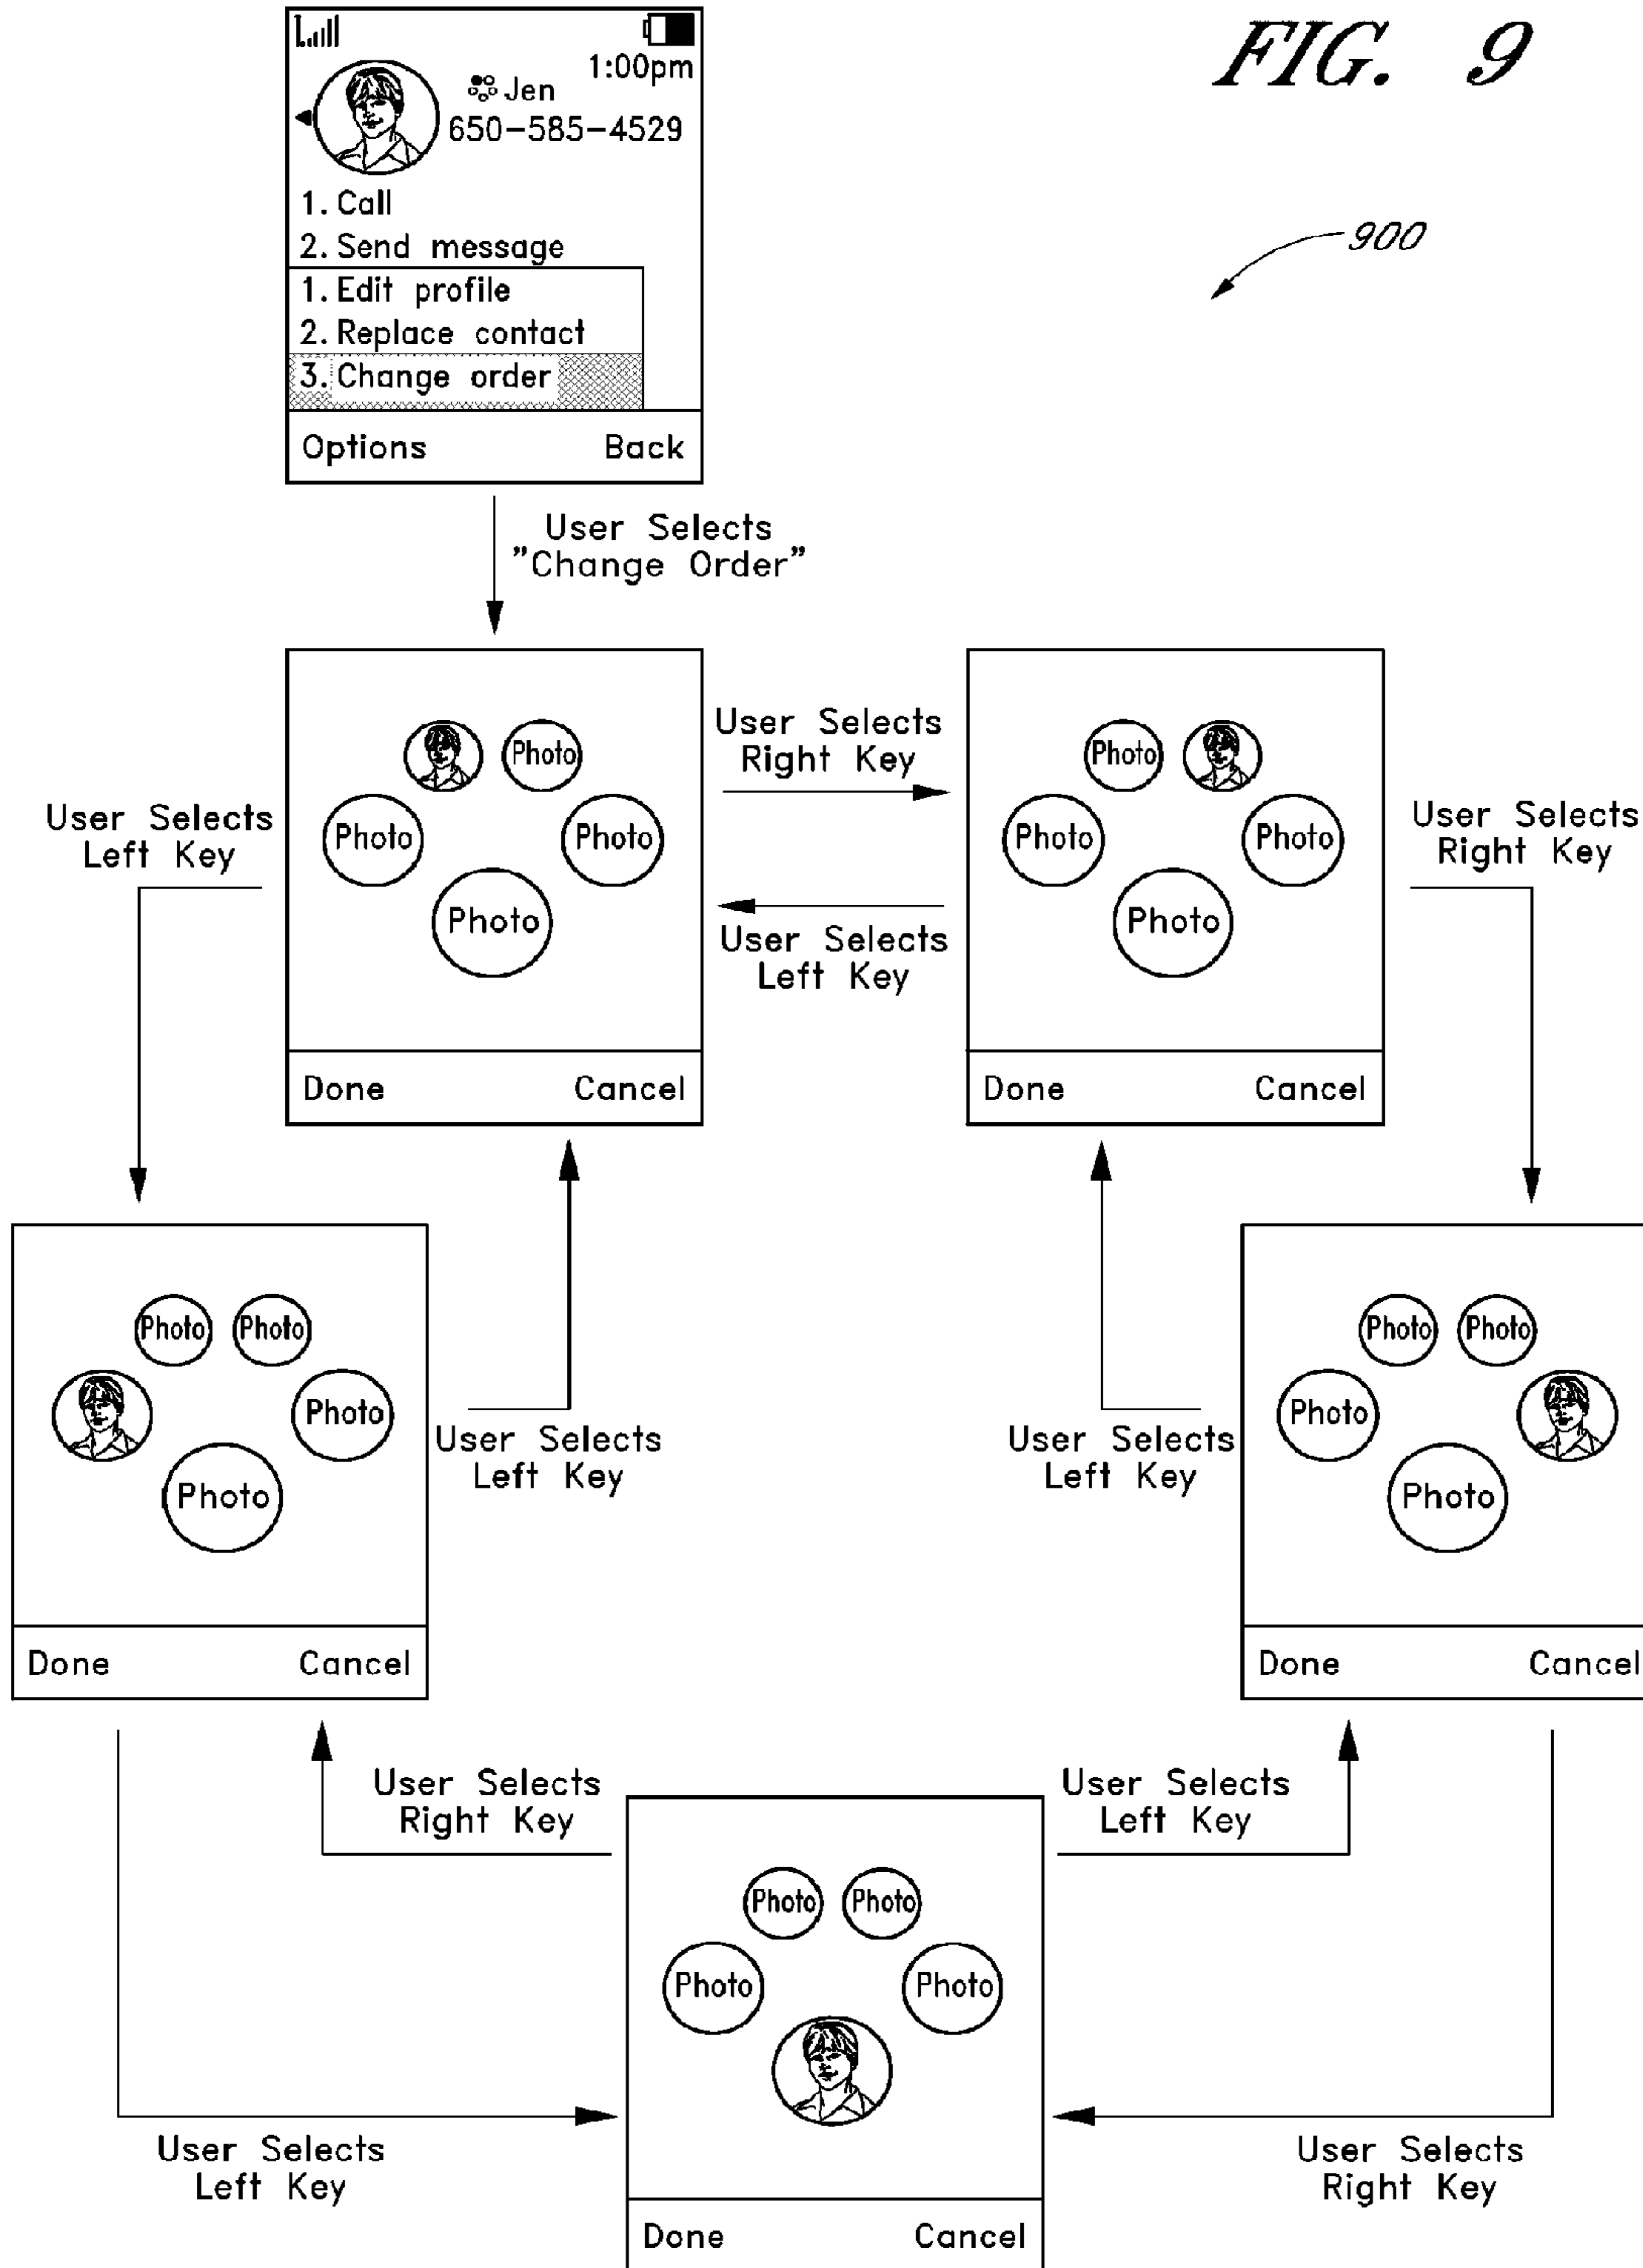 FIG. 9
1:00pm
Jen
650-585-4529
1. Call
2. Send message
1. Edit profile
2. Replace contact
3. Change order
Options Back
900
User Selects
"Change Order"
Photo
Photo
Photo
Photo
Done Cancel
User Selects
Right Key
User Selects
Left Key
Photo
Photo
Photo
Photo
Done Cancel
User Selects
Left Key
User Selects
Right Key
Photo Photo
Photo
Photo
Done Cancel
User Selects
Left Key
User Selects
Left Key
Photo Photo
Photo
Photo
Done Cancel
User Selects
Right Key
User Selects
Left Key
Photo Photo
Photo Photo
Done Cancel
User Selects
Left Key
User Selects
Right Key